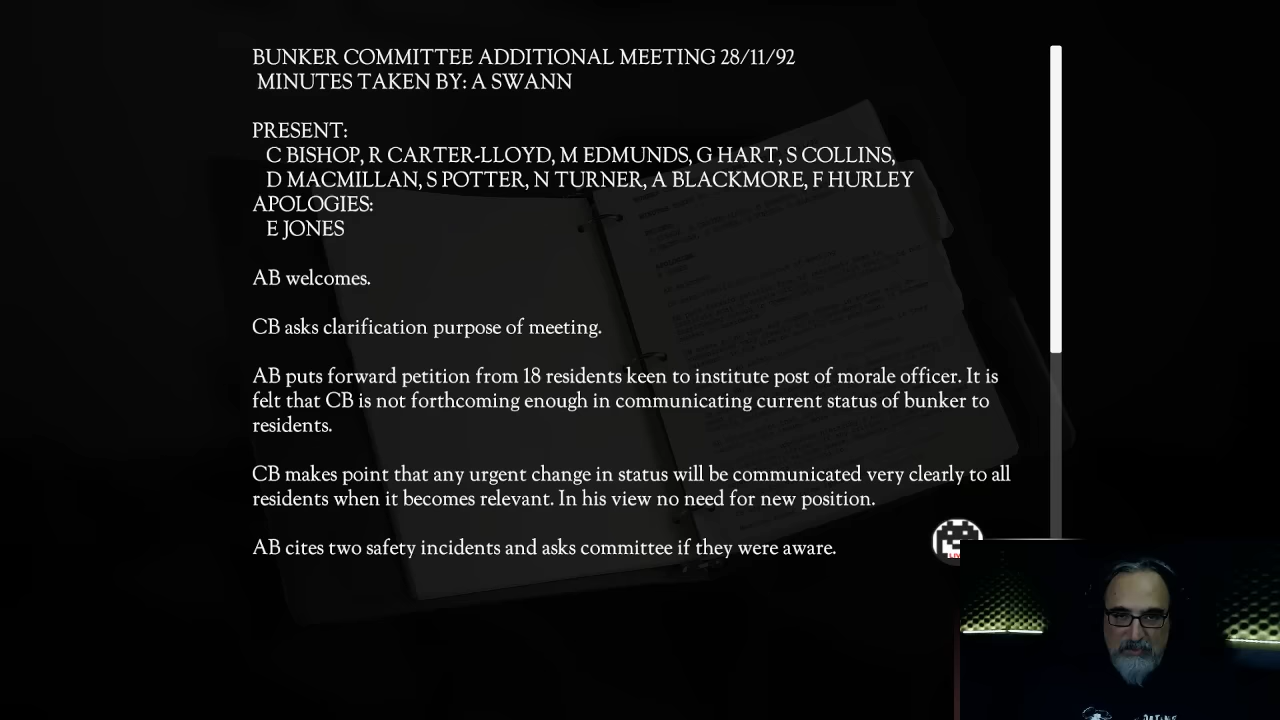 BUNKER COMMITTEE ADDITIONAL MEETING 28/11/92
MINUTES TAKEN BY: A SWANN
PRESENT:
C BISHOP, R CARTER-LLOYD, M EDMUNDS, G HART, S COLLINS,
D MACMILLAN, S POTTER, N TURNER, A BLACKMORE, F HURLEY
APOLOGIES:
E JONES
AB welcomes.
CB asks clarification purpose of meeting.
AB puts forward petition from 18 residents keen to institute post of morale officer. It is
felt that CB is not forthcoming enough in communicating current status of bunker to
residents.
CB makes point that any urgent change in status will be communicated very clearly to all
residents when it becomes relevant. In his view no need for new position.
AB cites two safety incidents and asks committee if they were aware.